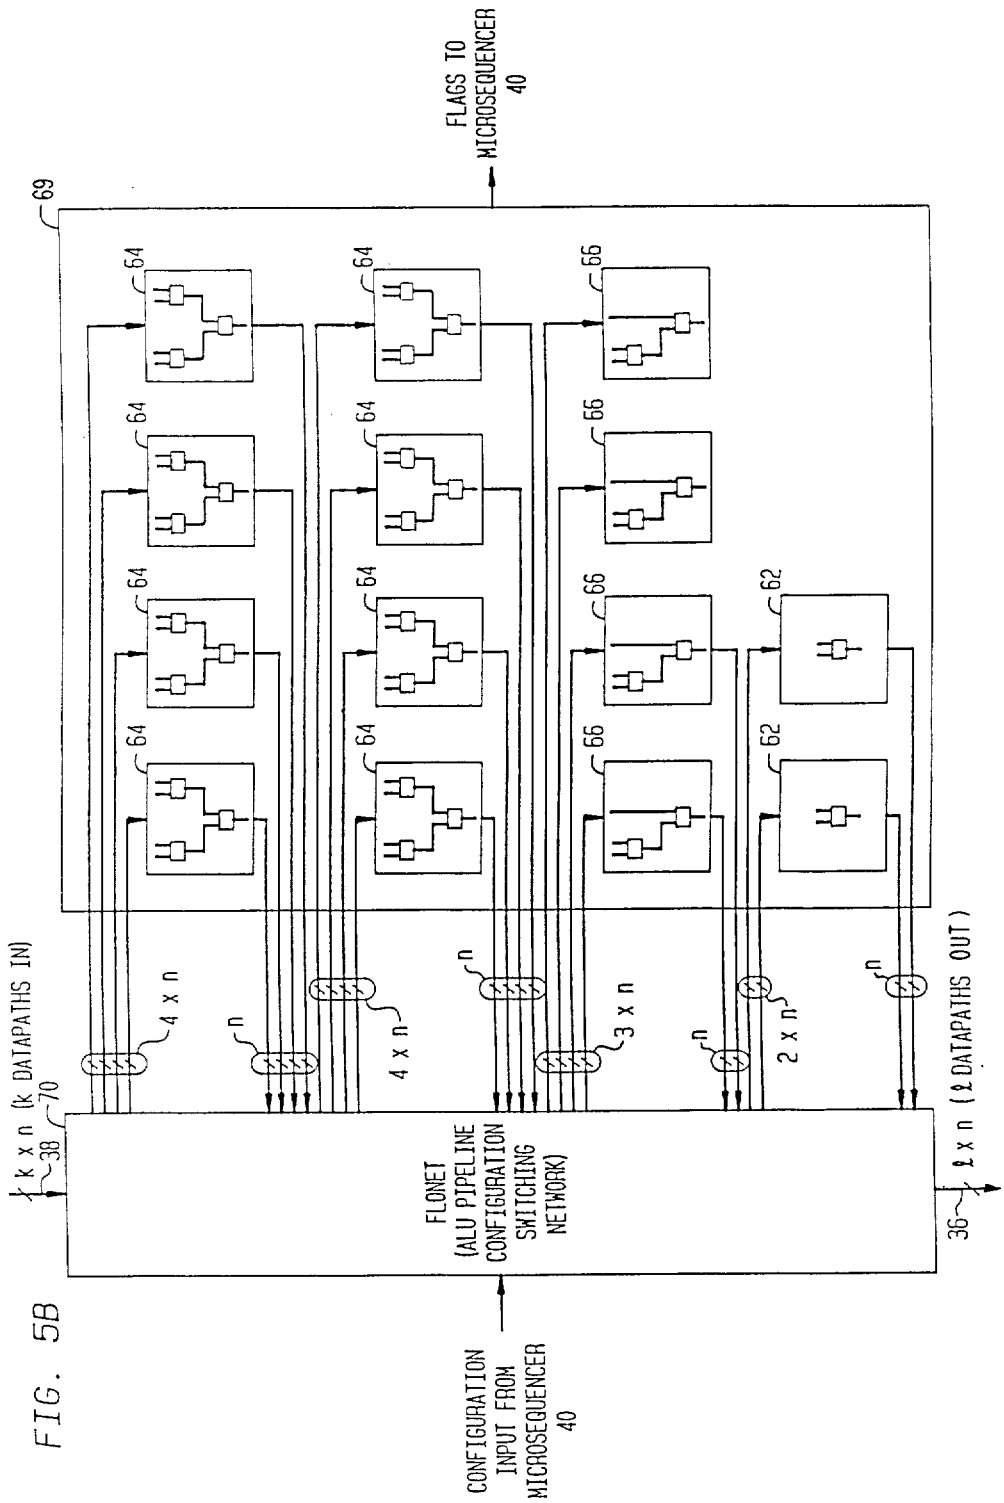 FIG. 5B
k x n (k DATAPATHS IN)
38
70
FLONET
(ALU PIPELINE
CONFIGURATION
SWITCHING
NETWORK)
CONFIGURATION
INPUT FROM
MICROSEQUENCER
40
36
ℓ x n (ℓ DATAPATHS OUT)
4 x n
n
4 x n
n
3 x n
n
2 x n
n
69
64
64
64
64
64
64
64
64
66
66
66
66
62
62
FLAGS TO
MICROSEQUENCER
40